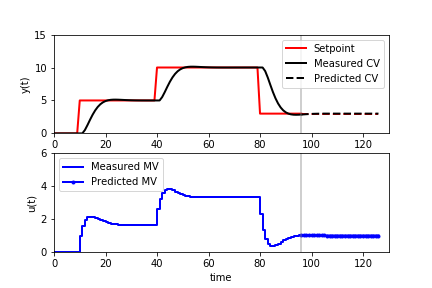 15
10
5
0
y(t)
Setpoint
Measured CV
Predicted CV
0 20 40 60 80 100 120
6
4
2
0
u(t)
Measured MV
Predicted MV
0 20 40 60 80 100 120
time